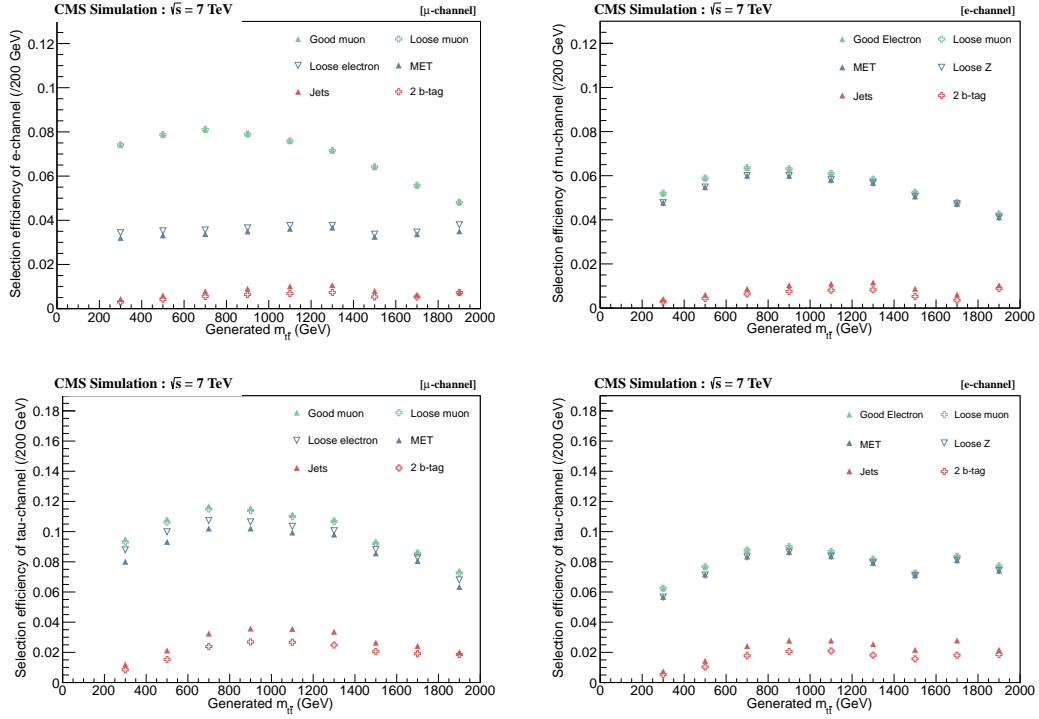 CMS Simulation : √s = 7 TeV [μ-channel]
Selection efficiency of e-channel (/200 GeV)
0.12
0.1
0.08
0.06
0.04
0.02
0
Good muon Loose muon
Loose electron MET
Jets 2 b-tag
0 200 400 600 800 1000 1200 1400 1600 1800 2000
Generated m_tt̄ (GeV)
CMS Simulation : √s = 7 TeV [e-channel]
Selection efficiency of mu-channel (/200 GeV)
0.12
0.1
0.08
0.06
0.04
0.02
0
Good Electron Loose muon
MET Loose Z
Jets 2 b-tag
0 200 400 600 800 1000 1200 1400 1600 1800 2000
Generated m_tt̄ (GeV)
CMS Simulation : √s = 7 TeV [μ-channel]
Selection efficiency of tau-channel (/200 GeV)
0.18
0.16
0.14
0.12
0.1
0.08
0.06
0.04
0.02
0
Good muon Loose muon
Loose electron MET
Jets 2 b-tag
0 200 400 600 800 1000 1200 1400 1600 1800 2000
Generated m_tt̄ (GeV)
CMS Simulation : √s = 7 TeV [e-channel]
Selection efficiency of tau-channel (/200 GeV)
0.18
0.16
0.14
0.12
0.1
0.08
0.06
0.04
0.02
0
Good Electron Loose muon
MET Loose Z
Jets 2 b-tag
0 200 400 600 800 1000 1200 1400 1600 1800 2000
Generated m_tt̄ (GeV)